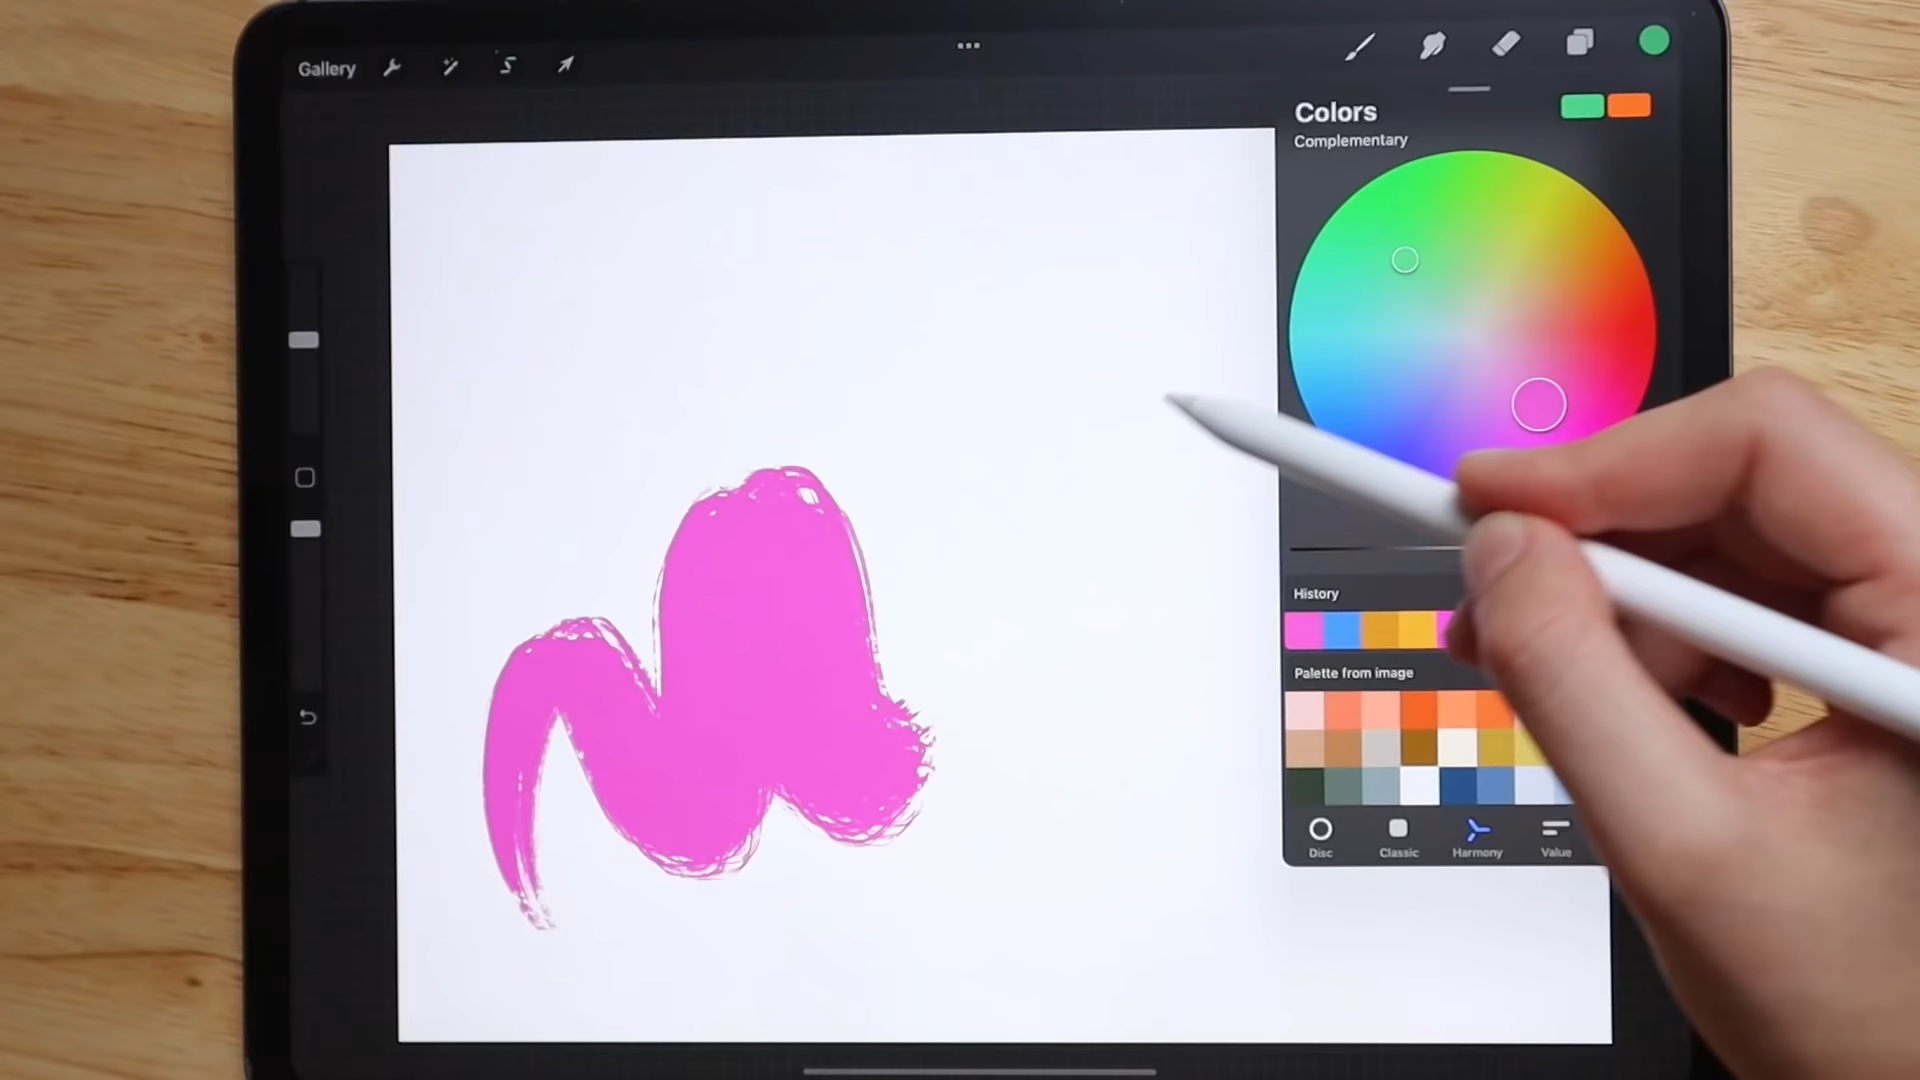 Gallery
Colors
Complementary
History
Palette from image
Disc
Classic
Harmony
Value